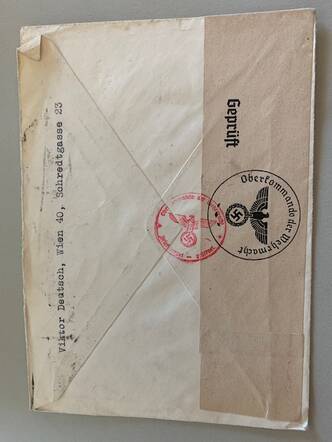 Viktor Deutsch, Wien 40, Schredtgasse 23
Geprüft
Oberkommando der Wehrmacht